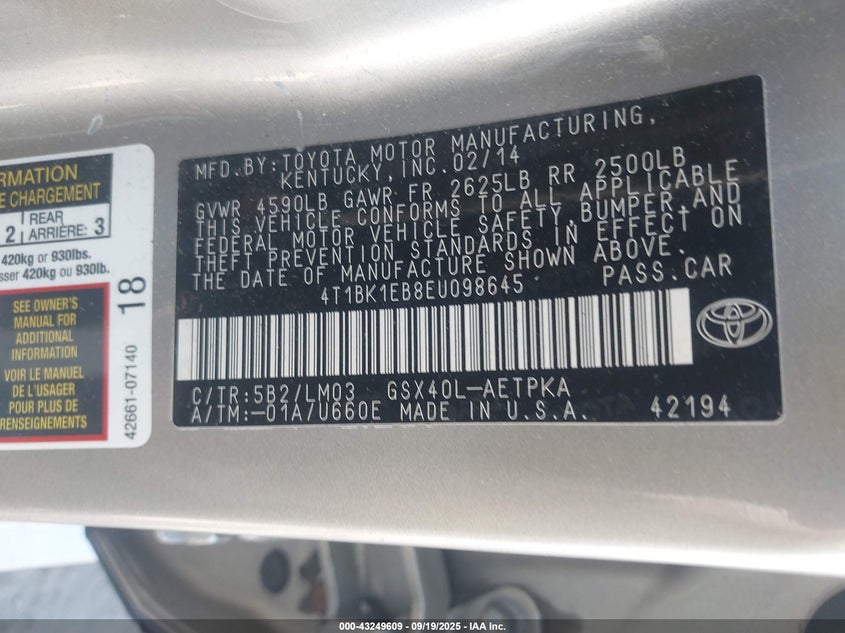 RMATION
E CHARGEMENT
2 REAR
ARRIÈRE: 3
420kg or 930lbs.
sser 420kg ou 930lb.
SEE OWNER'S
MANUAL FOR
ADDITIONAL
INFORMATION
VOIR LE MANUEL
DE L'USAGER
POUR PLUS DE
RENSEIGNEMENTS
18
42661-07140
MFD.BY:TOYOTA MOTOR MANUFACTURING,
KENTUCKY,INC.02/14
GVWR 4590LB GAWR FR 2625LB RR 2500LB
THIS VEHICLE CONFORMS TO ALL APPLICABLE
FEDERAL MOTOR VEHICLE SAFETY,BUMPER,AND
THEFT PREVENTION STANDARDS IN EFFECT ON
THE DATE OF MANUFACTURE SHOWN ABOVE.
4T1BK1EB8EU098645 PASS.CAR
C/TR:5B2/LM03 GSX40L-AETPKA
A/TM:-01A/U660E MADE IN U.S.A. 42194
000-43249609 - 09/19/2025 - IAA Inc.